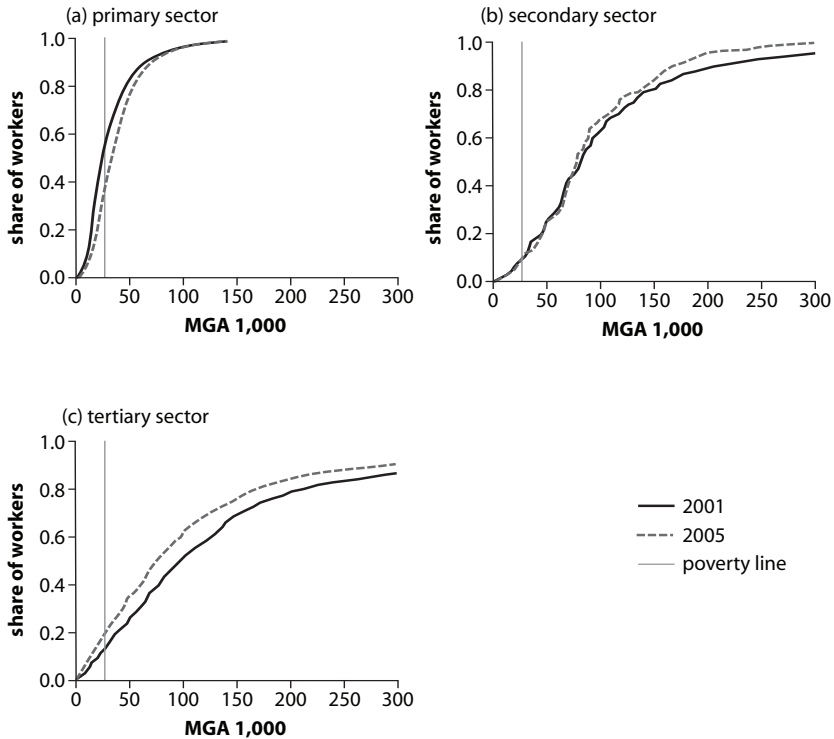 (a) primary sector
1.0
0.8
0.6
0.4
0.2
0.0
share of workers
0 50 100 150 200 250 300
MGA 1,000
(b) secondary sector
1.0
0.8
0.6
0.4
0.2
0.0
share of workers
0 50 100 150 200 250 300
MGA 1,000
(c) tertiary sector
1.0
0.8
0.6
0.4
0.2
0.0
share of workers
0 50 100 150 200 250 300
MGA 1,000
2001
2005
poverty line